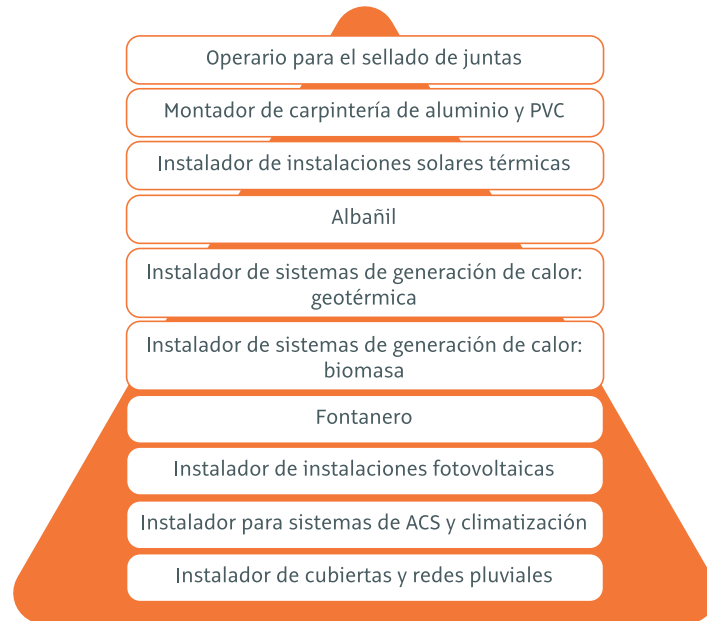 Operario para el sellado de juntas
Montador de carpintería de aluminio y PVC
Instalador de instalaciones solares térmicas
Albañil
Instalador de sistemas de generación de calor:
geotérmica
Instalador de sistemas de generación de calor:
biomasa
Fontanero
Instalador de instalaciones fotovoltaicas
Instalador para sistemas de ACS y climatización
Instalador de cubiertas y redes pluviales